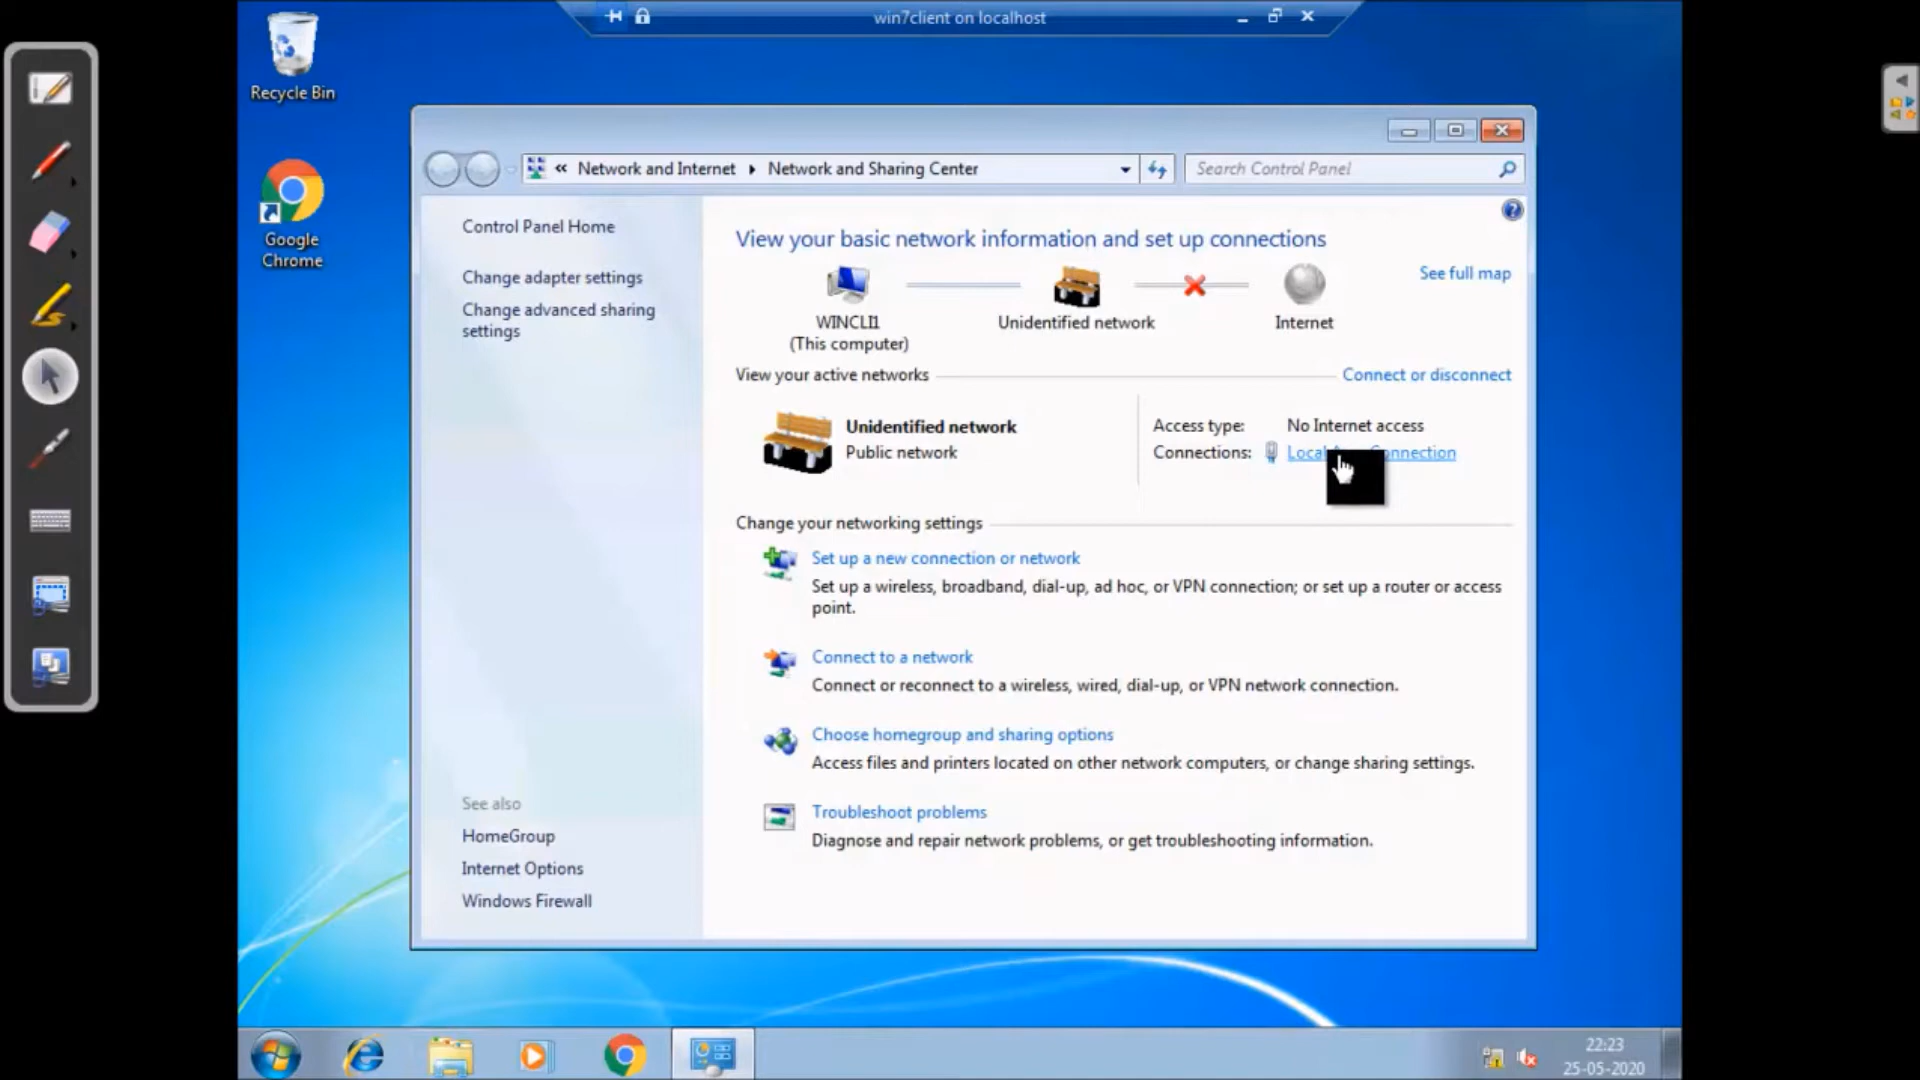 win7client on localhost
Recycle Bin
Google
Chrome
« Network and Internet ▸ Network and Sharing Center
Search Control Panel
Control Panel Home
Change adapter settings
Change advanced sharing
settings
See also
HomeGroup
Internet Options
Windows Firewall
View your basic network information and set up connections
See full map
WINCLI1
(This computer)
Unidentified network
Internet
View your active networks
Connect or disconnect
Unidentified network
Public network
Access type: No Internet access
Connections: Local Connection
Change your networking settings
Set up a new connection or network
Set up a wireless, broadband, dial-up, ad hoc, or VPN connection; or set up a router or access
point.
Connect to a network
Connect or reconnect to a wireless, wired, dial-up, or VPN network connection.
Choose homegroup and sharing options
Access files and printers located on other network computers, or change sharing settings.
Troubleshoot problems
Diagnose and repair network problems, or get troubleshooting information.
22:23
25-05-2020